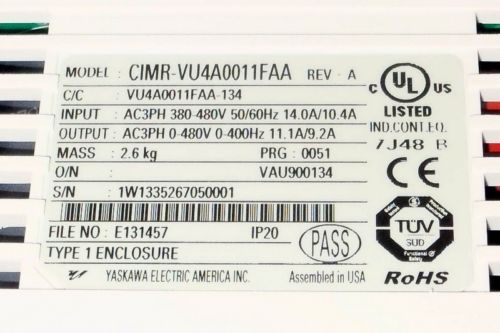 MODEL : CIMR-VU4A0011FAA REV : A
C/C : VU4A0011FAA-134
INPUT : AC3PH 380-480V 50/60Hz 14.0A/10.4A
OUTPUT : AC3PH 0-480V 0-400Hz 11.1A/9.2A
MASS : 2.6 kg PRG : 0051
O/N : VAU900134
S/N : 1W1335267050001
FILE NO : E131457 IP20
TYPE 1 ENCLOSURE
YASKAWA ELECTRIC AMERICA INC. Assembled in USA
PASS
C UL US
LISTED
IND.CONT.EQ.
7J48 B
CE
TÜV
SÜD
Functional
Safety
RoHS